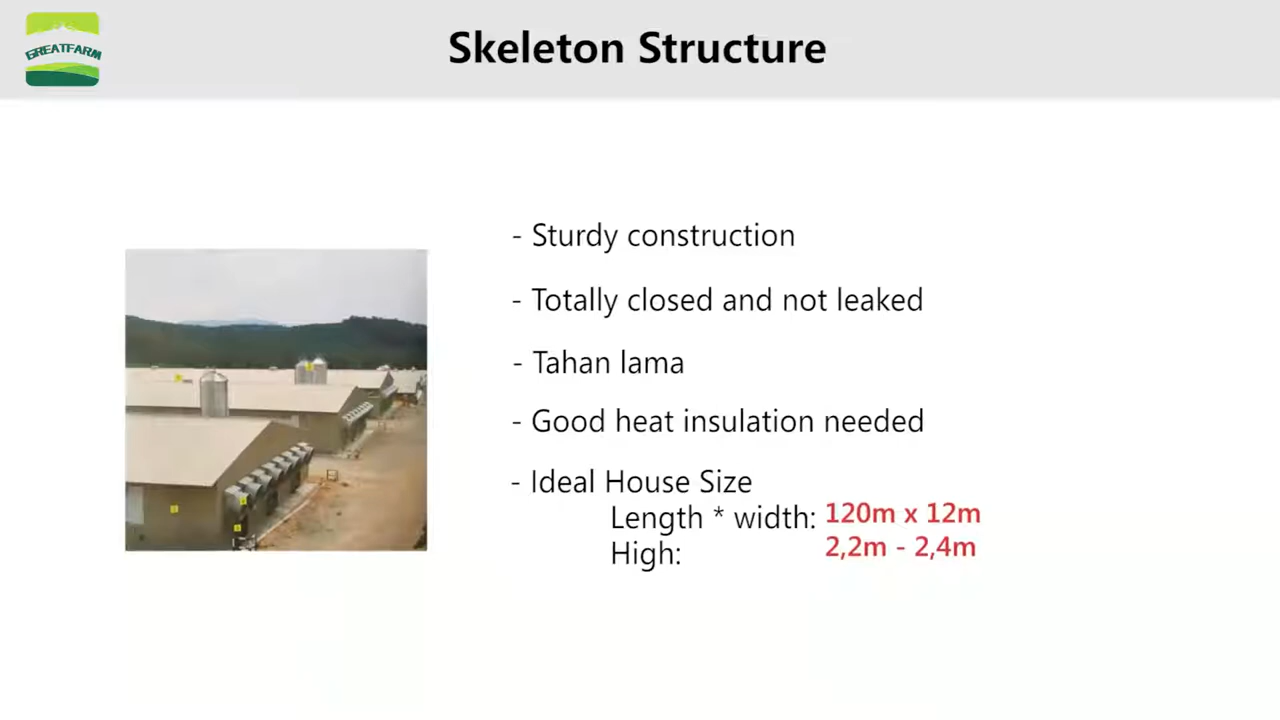 GREATFARM
Skeleton Structure
- Sturdy construction
- Totally closed and not leaked
- Tahan lama
- Good heat insulation needed
- Ideal House Size
Length * width: 120m x 12m
High: 2,2m - 2,4m